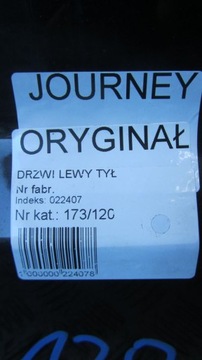 JOURNEY
ORYGINAŁ
DRZWI LEWY TYŁ
Nr fabr.
Indeks: 022407
Nr kat.: 173/120